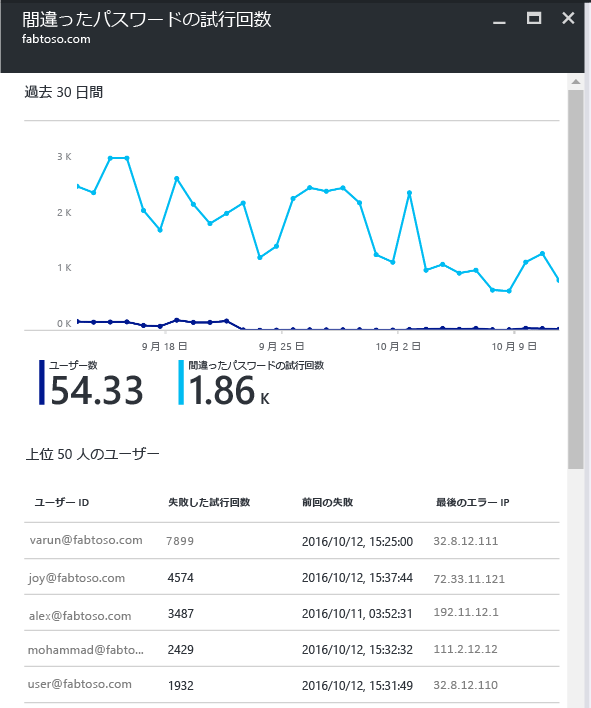 間違ったパスワードの試行回数
fabtoso.com
過去 30 日間
3 K
2 K
1 K
0 K
9 月 18 日 9 月 25 日 10 月 2 日 10 月 9 日
ユーザー数 間違ったパスワードの試行回数
54.33 1.86 K
上位 50 人のユーザー
ユーザー ID 失敗した試行回数 前回の失敗 最後のエラー IP
varun@fabtoso.com 7899 2016/10/12, 15:25:00 32.8.12.111
joy@fabtoso.com 4574 2016/10/12, 15:37:44 72.33.11.121
alex@fabtoso.com 3487 2016/10/11, 03:52:31 192.11.12.1
mohammad@fabto... 2429 2016/10/12, 15:32:32 111.2.12.12
user@fabtoso.com 1932 2016/10/12, 15:31:49 32.8.12.110